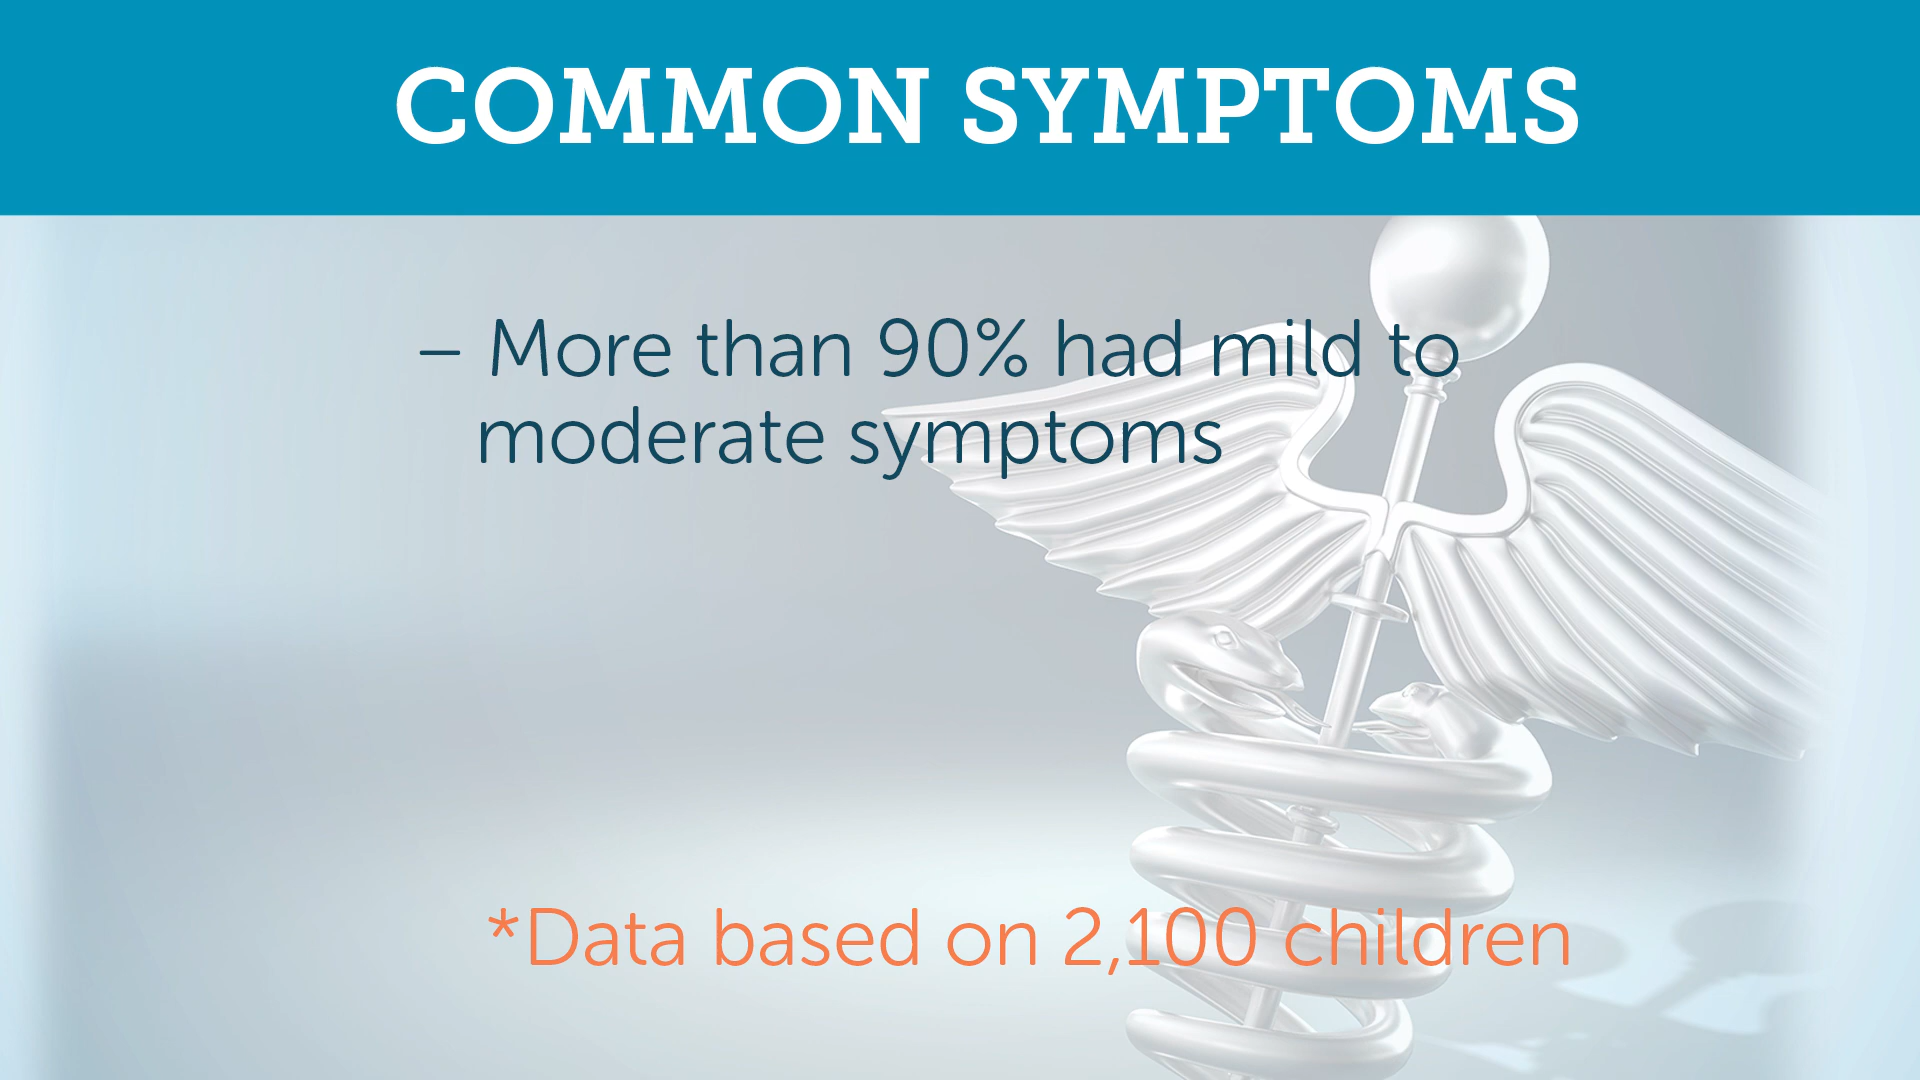 COMMON SYMPTOMS
– More than 90% had mild to
moderate symptoms
*Data based on 2,100 children